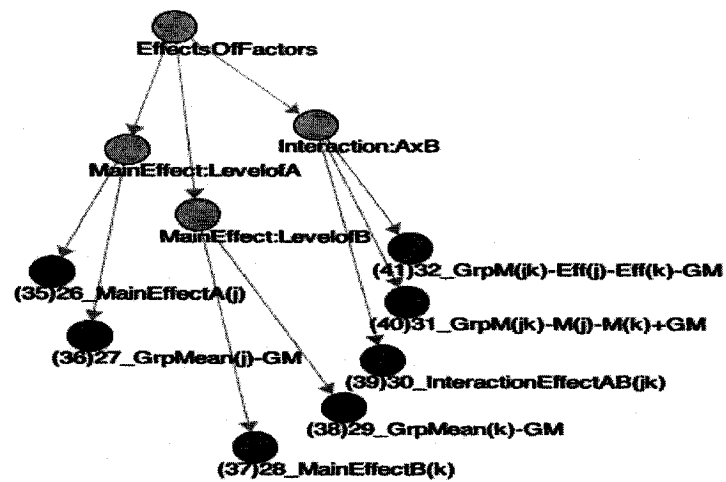 EffectsOfFactors
Interaction:AxB
MainEffect:LevelofA
MainEffect:LevelofB
(41)32_GrpM(jk)-Eff(j)-Eff(k)-GM
(35)26_MainEffectA(j)
(40)31_GrpM(jk)-M(j)-M(k)+GM
(36)27_GrpMean(j)-GM
(39)30_InteractionEffectAB(jk)
(38)29_GrpMean(k)-GM
(37)28_MainEffectB(k)